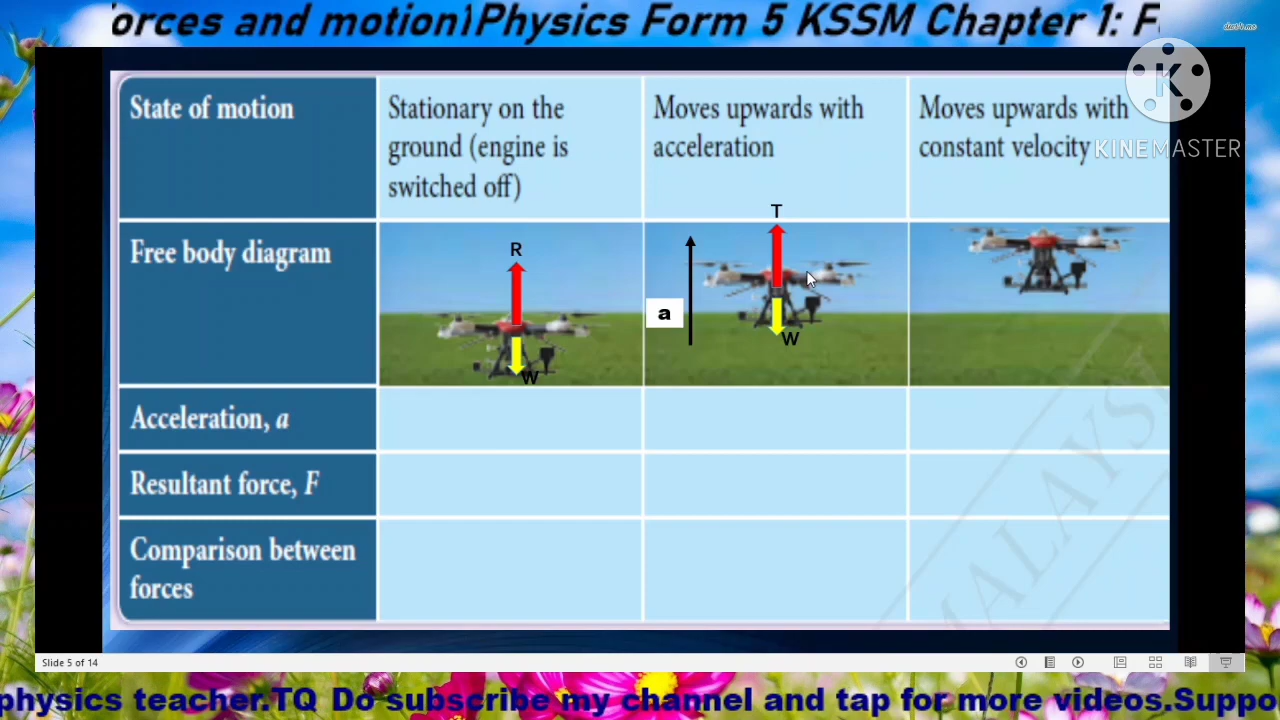 orces and motion1Physics Form 5 KSSM Chapter 1: F
K
KINEMASTER
State of motion
Stationary on the
ground (engine is
switched off)
Moves upwards with
acceleration
Moves upwards with
constant velocity
Free body diagram
R
W
a
T
W
Acceleration, a
Resultant force, F
Comparison between
forces
MALAYS
Slide 5 of 14
physics teacher.TQ Do subscribe my channel and tap for more videos.Suppo